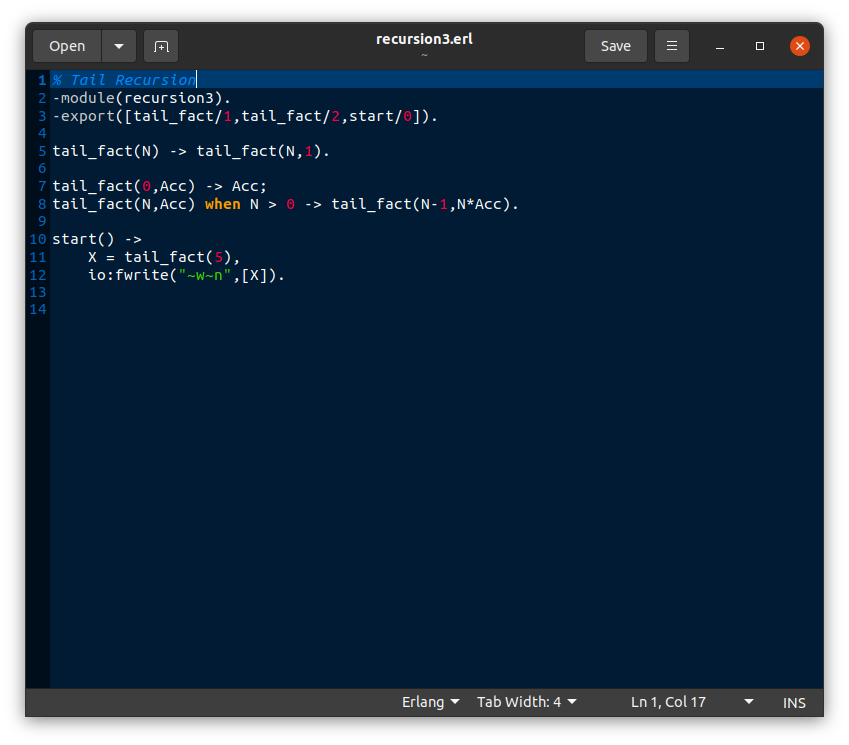 Open
recursion3.erl
~
Save
1 % Tail Recursion
2 -module(recursion3).
3 -export([tail_fact/1,tail_fact/2,start/0]).
4
5 tail_fact(N) -> tail_fact(N,1).
6
7 tail_fact(0,Acc) -> Acc;
8 tail_fact(N,Acc) when N > 0 -> tail_fact(N-1,N*Acc).
9
10 start() ->
11     X = tail_fact(5),
12     io:fwrite("~w~n",[X]).
13
14
Erlang Tab Width: 4 Ln 1, Col 17 INS